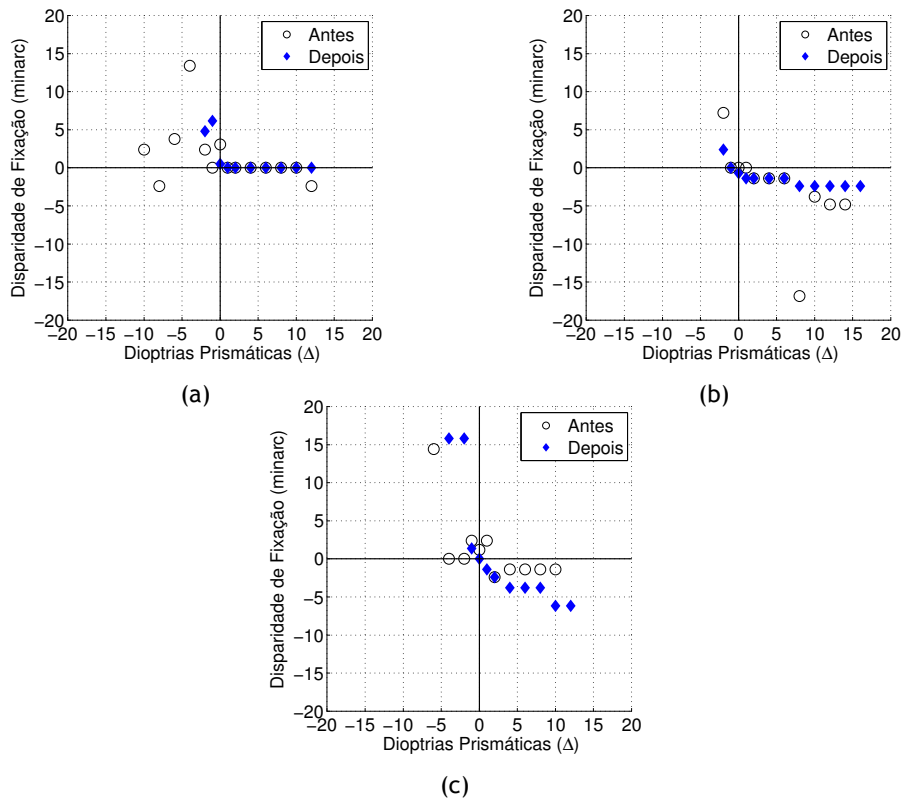 20
15
10
5
0
−5
−10
−15
−20
Disparidade de Fixação (minarc)
Antes
Depois
−20 −15 −10 −5 0 5 10 15 20
Dioptrias Prismáticas (Δ)
(a)
20
15
10
5
0
−5
−10
−15
−20
Disparidade de Fixação (minarc)
Antes
Depois
−20 −15 −10 −5 0 5 10 15 20
Dioptrias Prismáticas (Δ)
(b)
20
15
10
5
0
−5
−10
−15
−20
Disparidade de Fixação (minarc)
Antes
Depois
−20 −15 −10 −5 0 5 10 15 20
Dioptrias Prismáticas (Δ)
(c)